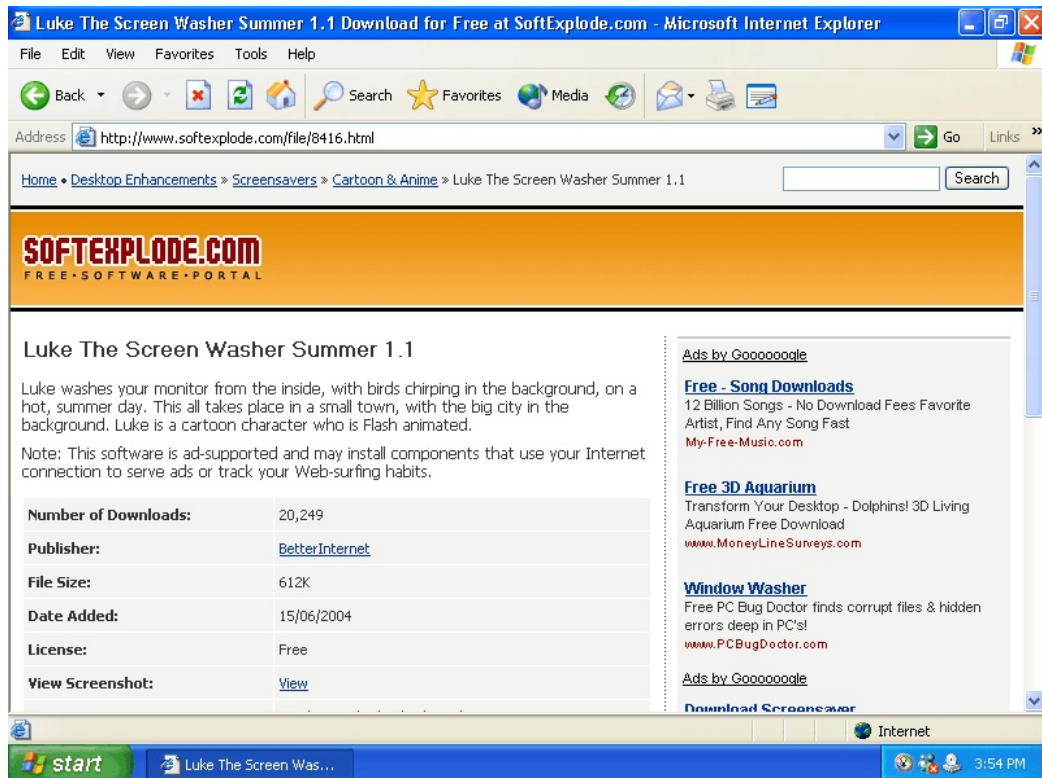 Luke The Screen Washer Summer 1.1 Download for Free at SoftExplode.com - Microsoft Internet Explorer
File Edit View Favorites Tools Help
Back Search Favorites Media
Address http://www.softexplode.com/file/8416.html Go Links »
Home • Desktop Enhancements » Screensavers » Cartoon & Anime » Luke The Screen Washer Summer 1.1 Search
SOFTEXPLODE.COM
FREE•SOFTWARE•PORTAL
Luke The Screen Washer Summer 1.1
Luke washes your monitor from the inside, with birds chirping in the background, on a
hot, summer day. This all takes place in a small town, with the big city in the
background. Luke is a cartoon character who is Flash animated.
Note: This software is ad-supported and may install components that use your Internet
connection to serve ads or track your Web-surfing habits.
Number of Downloads: 20,249
Publisher: BetterInternet
File Size: 612K
Date Added: 15/06/2004
License: Free
View Screenshot: View
Ads by Goooooogle
Free - Song Downloads
12 Billion Songs - No Download Fees Favorite
Artist, Find Any Song Fast
My-Free-Music.com
Free 3D Aquarium
Transform Your Desktop - Dolphins! 3D Living
Aquarium Free Download
www.MoneyLineSurveys.com
Window Washer
Free PC Bug Doctor finds corrupt files & hidden
errors deep in PC's!
www.PCBugDoctor.com
Ads by Goooooogle
Download Screensaver
Internet
start Luke The Screen Was... 3:54 PM